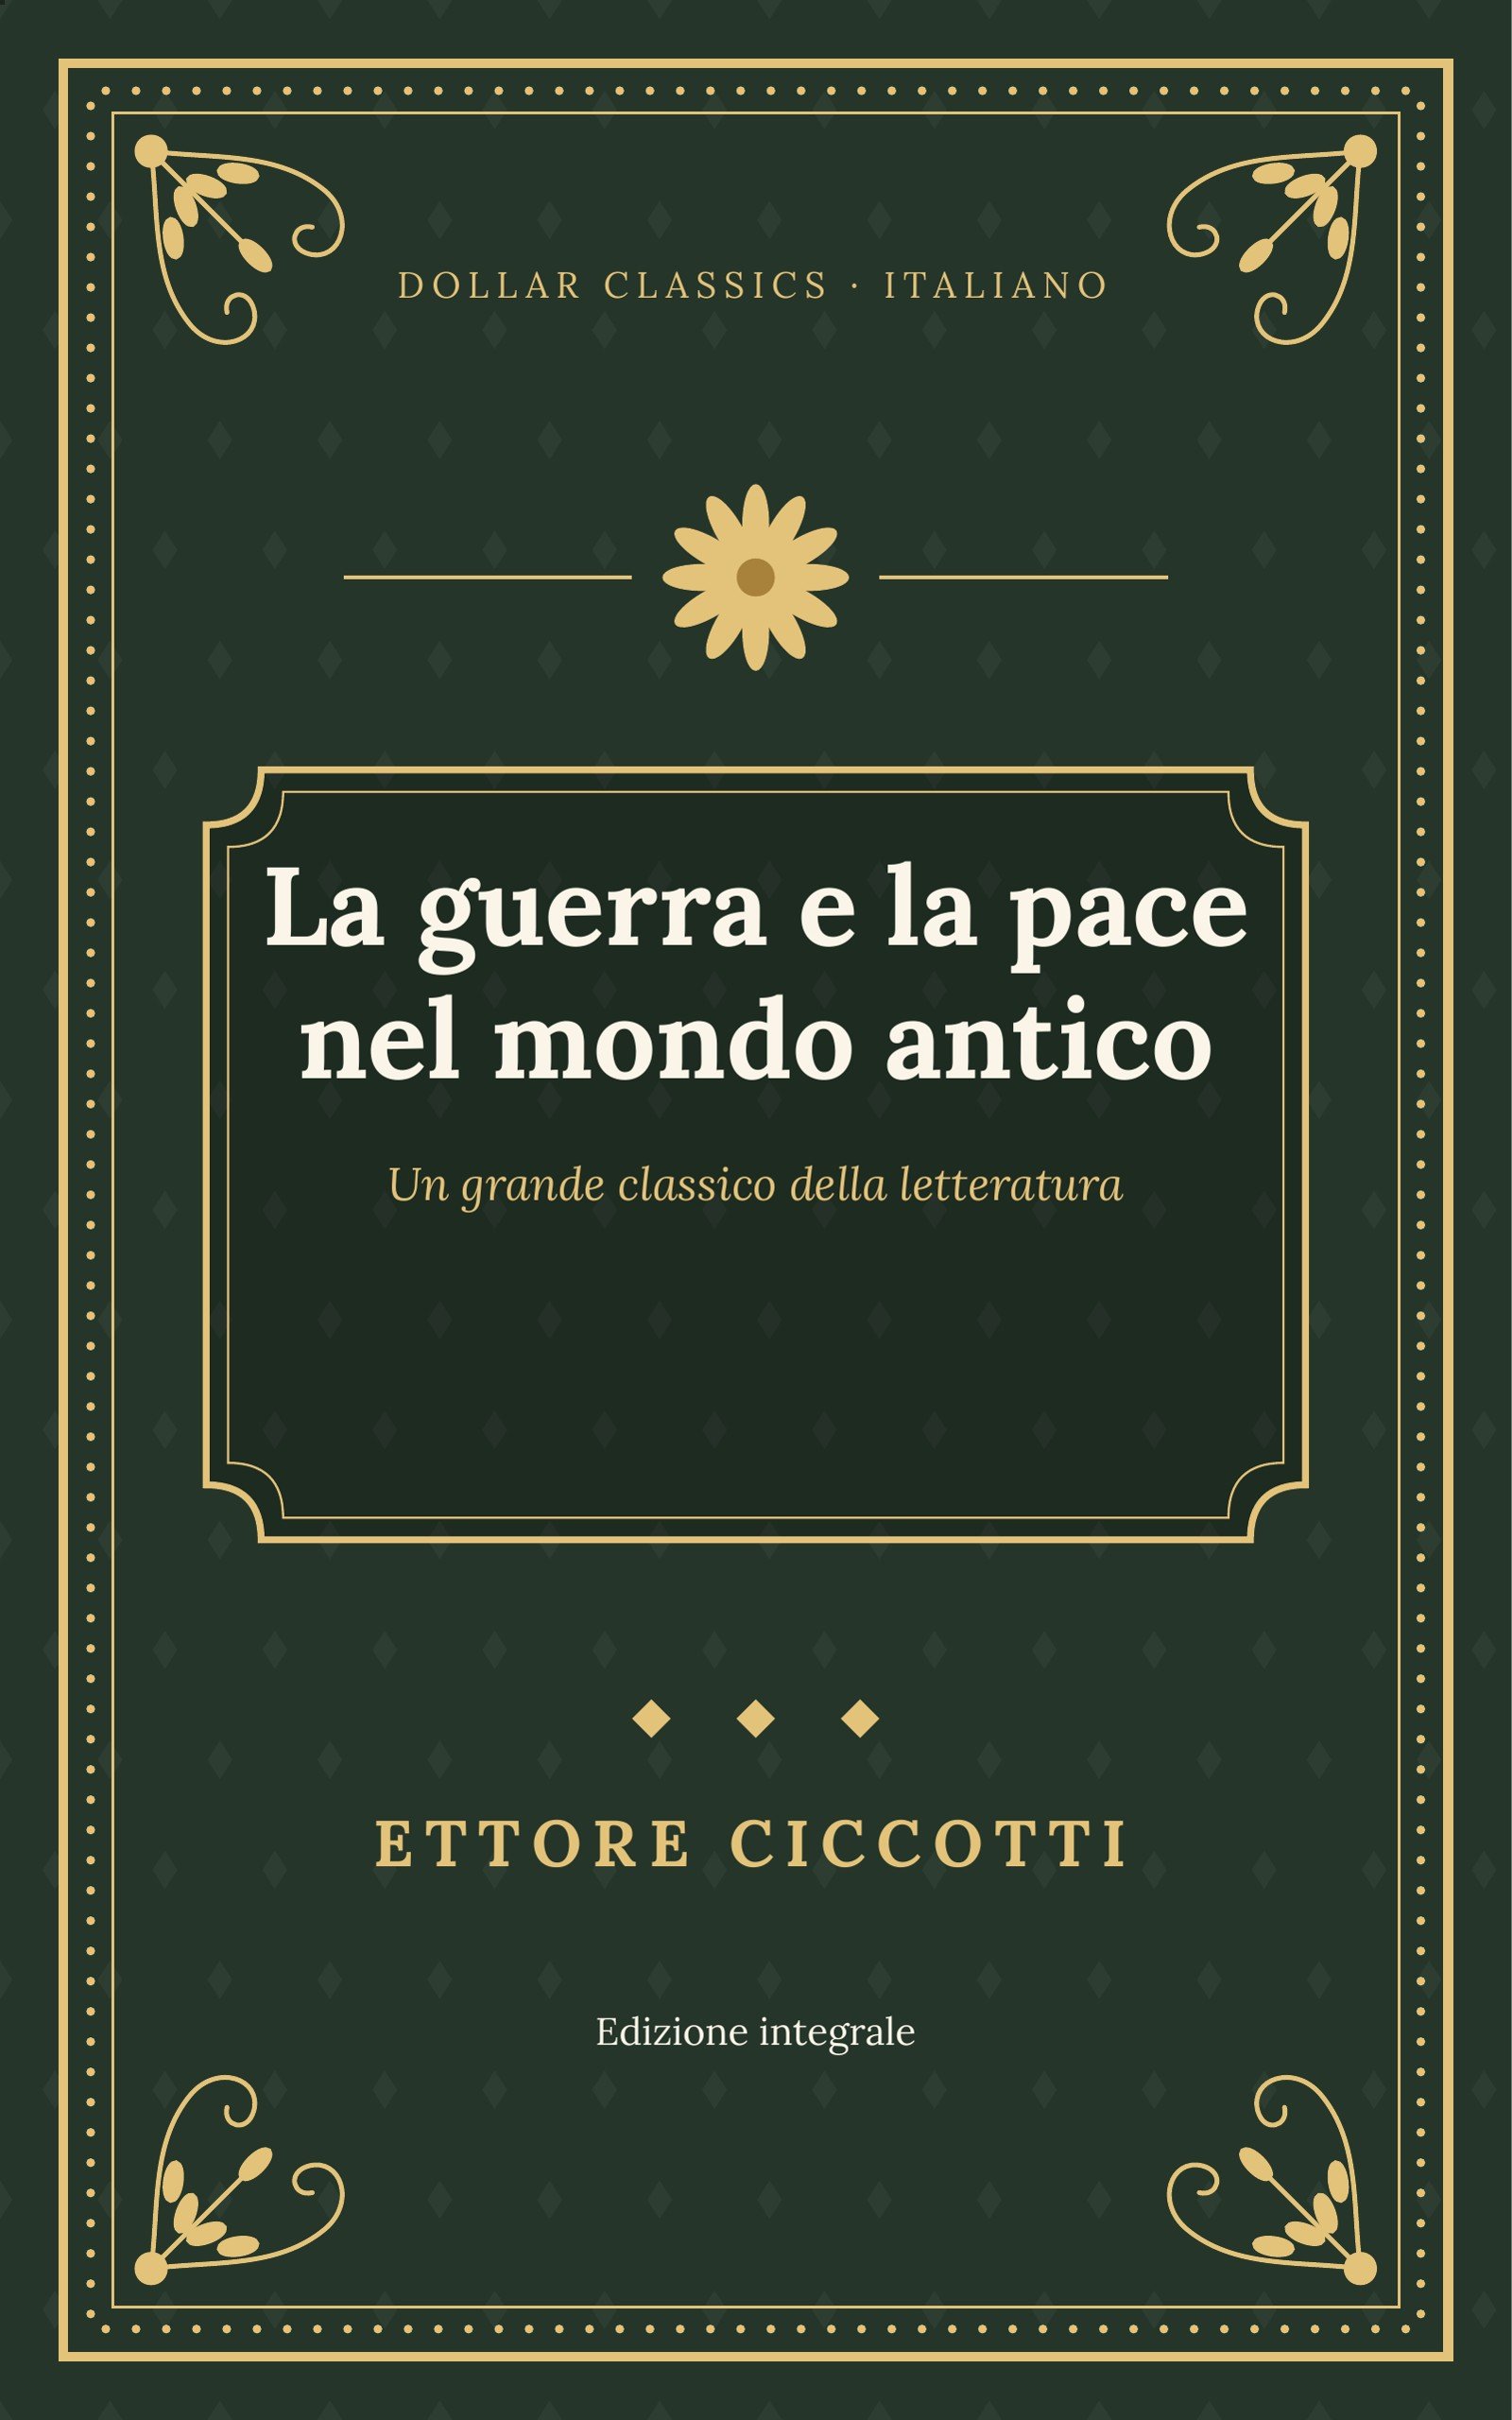 DOLLAR CLASSICS · ITALIANO
La guerra e la pace
nel mondo antico
Un grande classico della letteratura
ETTORE CICCOTTI
Edizione integrale